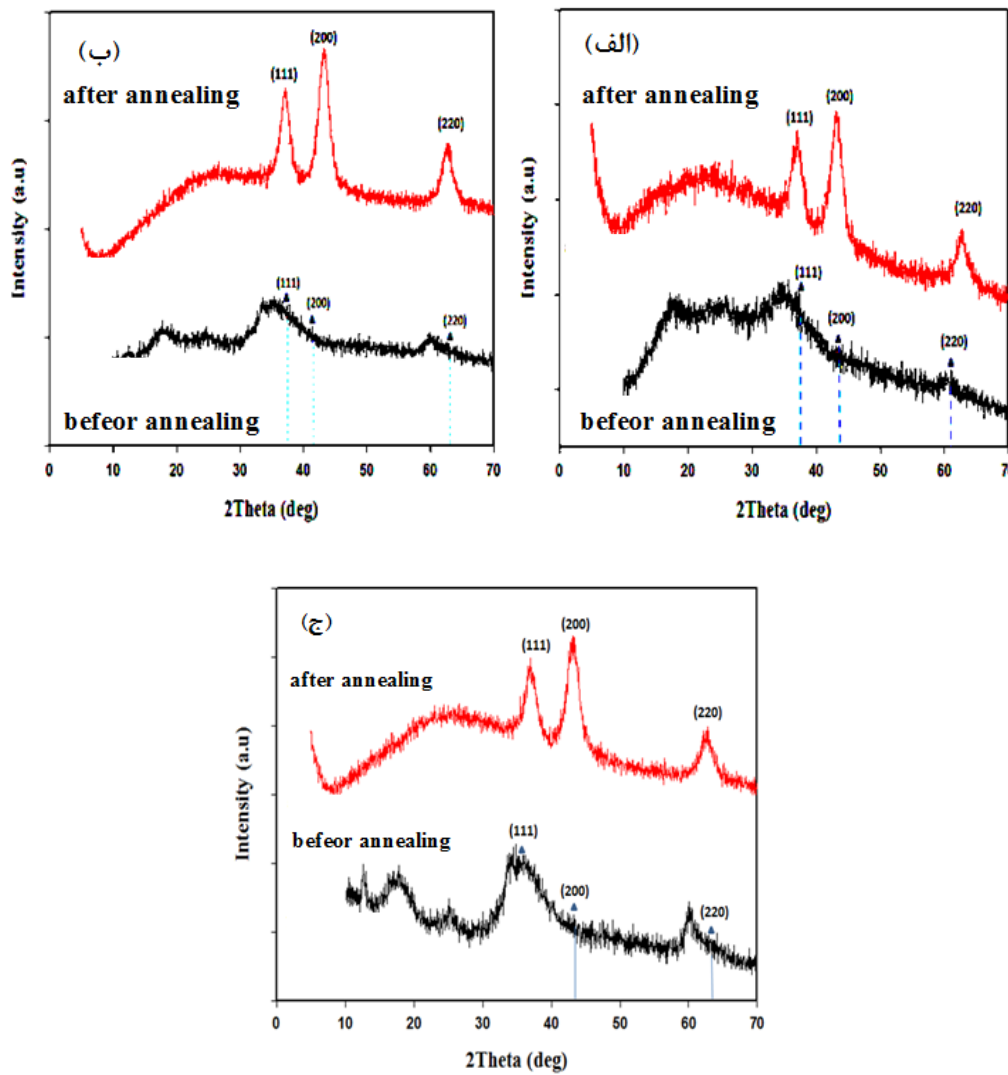 (ب)
(200)
(111)
after annealing
(220)
(111)
(200)
(220)
befeor annealing
Intensity (a.u)
0 10 20 30 40 50 60 70
2Theta (deg)
(الف)
after annealing
(200)
(111)
(220)
(111)
(200)
(220)
befeor annealing
Intensity (a.u)
0 10 20 30 40 50 60 70
2Theta (deg)
(ج)
(200)
(111)
after annealing
(220)
befeor annealing
(111)
(200)
(220)
Intensity (a.u)
0 10 20 30 40 50 60 70
2Theta (deg)